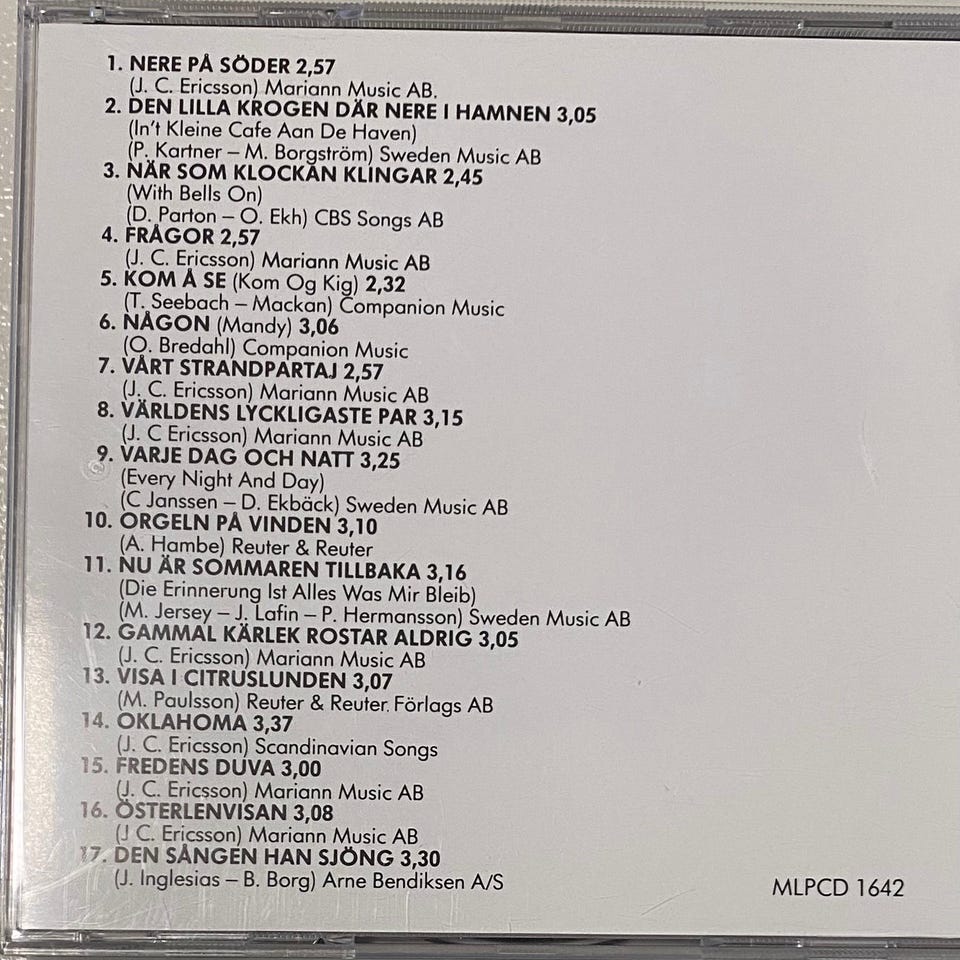 1. NERE PÅ SÖDER 2,57
(J. C. Ericsson) Mariann Music AB.
2. DEN LILLA KROGEN DÄR NERE I HAMNEN 3,05
(In't Kleine Cafe Aan De Haven)
(P. Kartner – M. Borgström) Sweden Music AB
3. NÄR SOM KLOCKAN KLINGAR 2,45
(With Bells On)
(D. Parton – O. Ekh) CBS Songs AB
4. FRÅGOR 2,57
(J. C. Ericsson) Mariann Music AB
5. KOM Å SE (Kom Og Kig) 2,32
(T. Seebach – Mackan) Companion Music
6. NÅGON (Mandy) 3,06
(O. Bredahl) Companion Music
7. VÅRT STRANDPARTAJ 2,57
(J. C. Ericsson) Mariann Music AB
8. VÄRLDENS LYCKLIGASTE PAR 3,15
(J. C Ericsson) Mariann Music AB
9. VARJE DAG OCH NATT 3,25
(Every Night And Day)
(C Janssen – D. Ekbäck) Sweden Music AB
10. ORGELN PÅ VINDEN 3,10
(A. Hambe) Reuter & Reuter
11. NU ÄR SOMMAREN TILLBAKA 3,16
(Die Erinnerung Ist Alles Was Mir Bleib)
(M. Jersey – J. Lafin – P. Hermansson) Sweden Music AB
12. GAMMAL KÄRLEK ROSTAR ALDRIG 3,05
(J. C. Ericsson) Mariann Music AB
13. VISA I CITRUSLUNDEN 3,07
(M. Paulsson) Reuter & Reuter. Förlags AB
14. OKLAHOMA 3,37
(J. C. Ericsson) Scandinavian Songs
15. FREDENS DUVA 3,00
(J. C. Ericsson) Mariann Music AB
16. ÖSTERLENVISAN 3,08
(J C. Ericsson) Mariann Music AB
17. DEN SÅNGEN HAN SJÖNG 3,30
(J. Inglesias – B. Borg) Arne Bendiksen A/S
MLPCD 1642